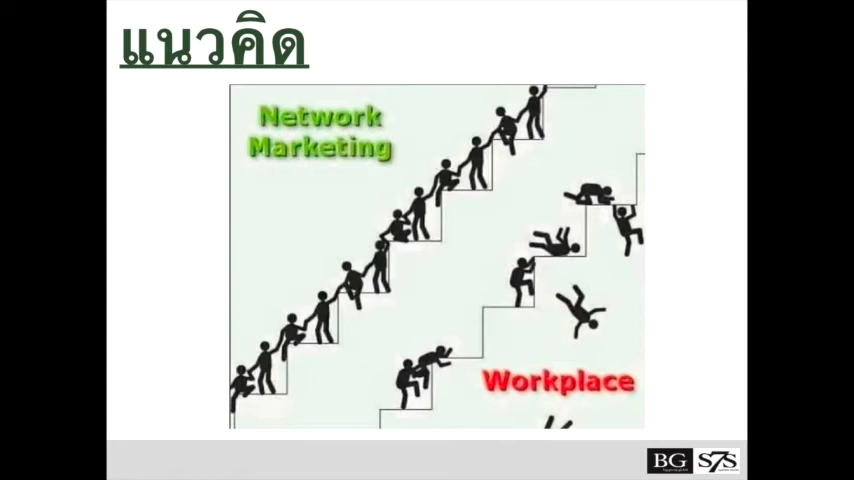 แนวคิด
Network
Marketing
Workplace
BG
S7S